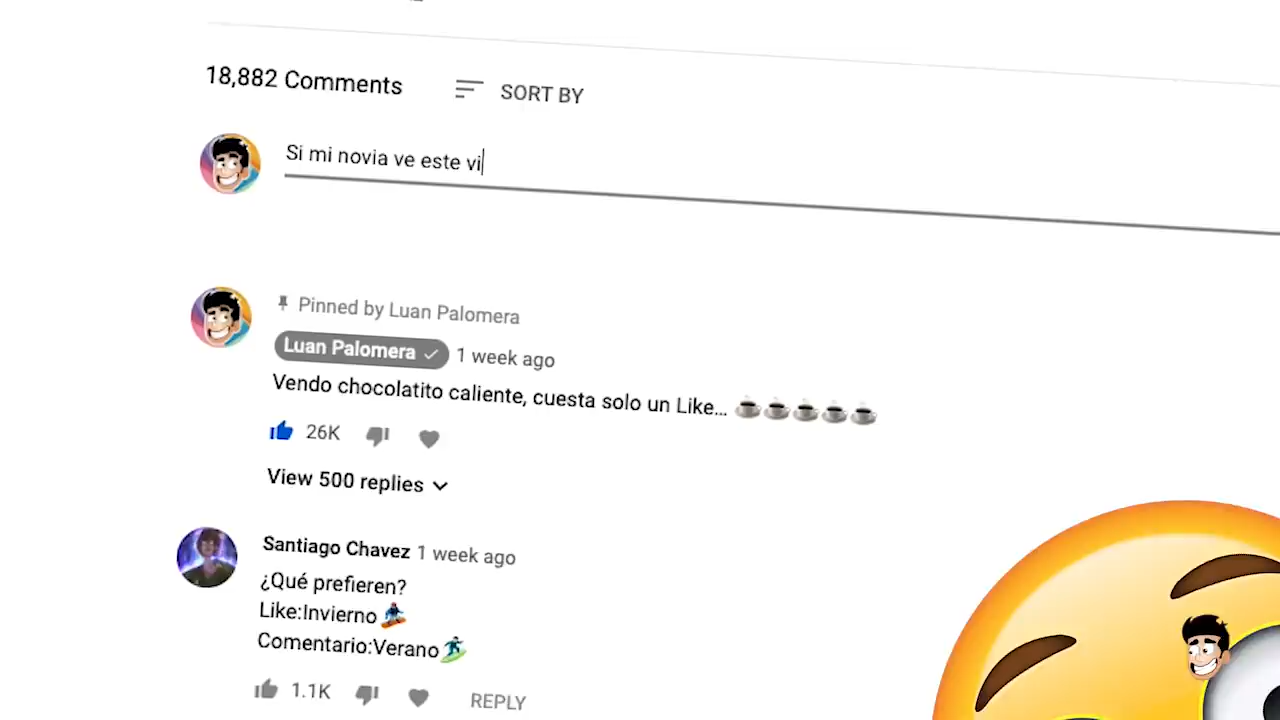 18,882 Comments SORT BY
Si mi novia ve este vi
Pinned by Luan Palomera
Luan Palomera 1 week ago
Vendo chocolatito caliente, cuesta solo un Like... ☕☕☕☕☕
26K
View 500 replies
Santiago Chavez 1 week ago
¿Qué prefieren?
Like:Invierno🏂
Comentario:Verano🏄
1.1K REPLY